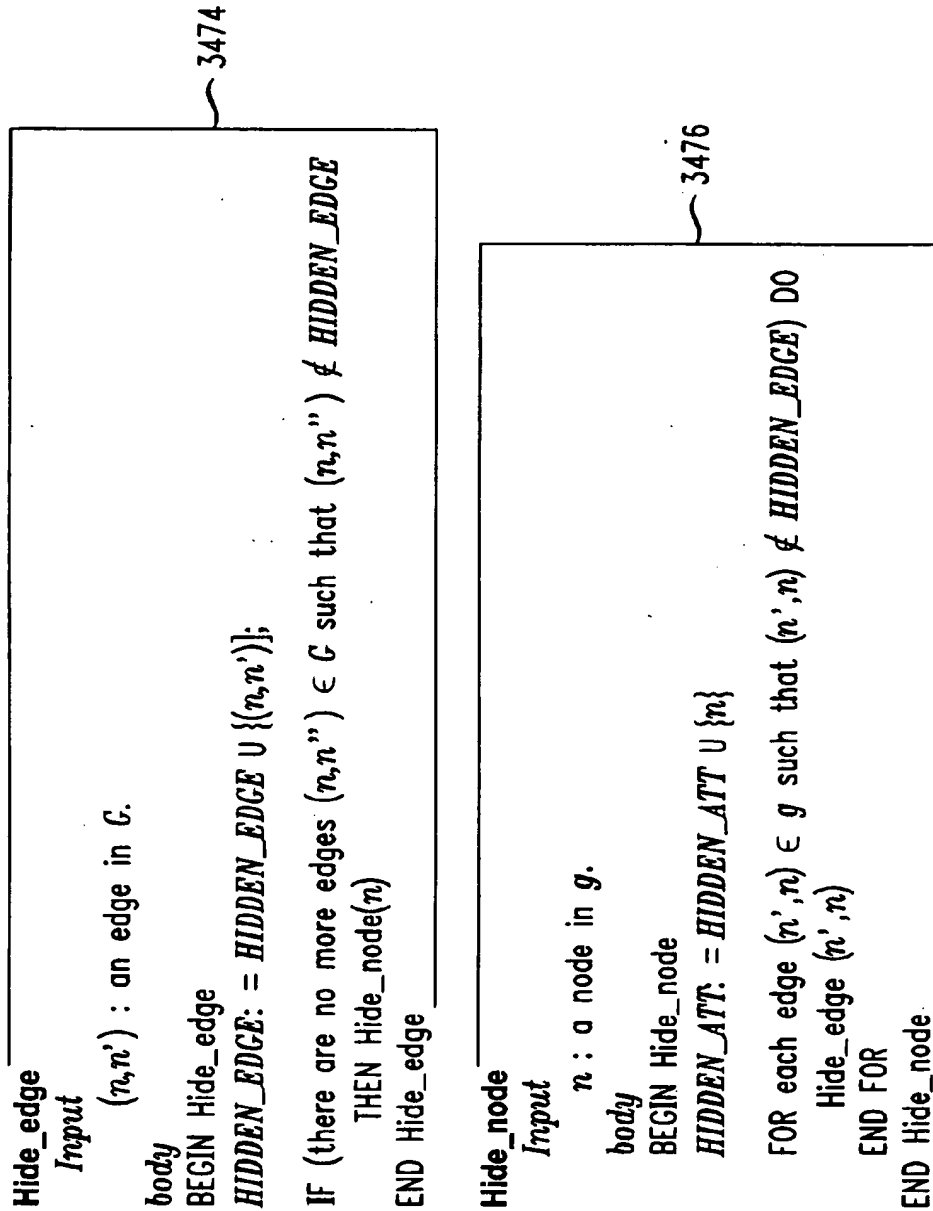 Hide_edge
Input
(n,n') : an edge in G.
body
BEGIN Hide_edge
HIDDEN_EDGE: = HIDDEN_EDGE ∪ {(n,n')];
IF (there are no more edges (n,n'') ∈ G such that (n,n'') ∉ HIDDEN_EDGE
THEN Hide_node(n)
END Hide_edge
3474
Hide_node
Input
n : a node in g.
body
BEGIN Hide_node
HIDDEN_ATT: = HIDDEN_ATT ∪ {n}
FOR each edge (n',n) ∈ g such that (n',n) ∉ HIDDEN_EDGE) DO
Hide_edge (n',n)
END FOR
END Hide_node
3476